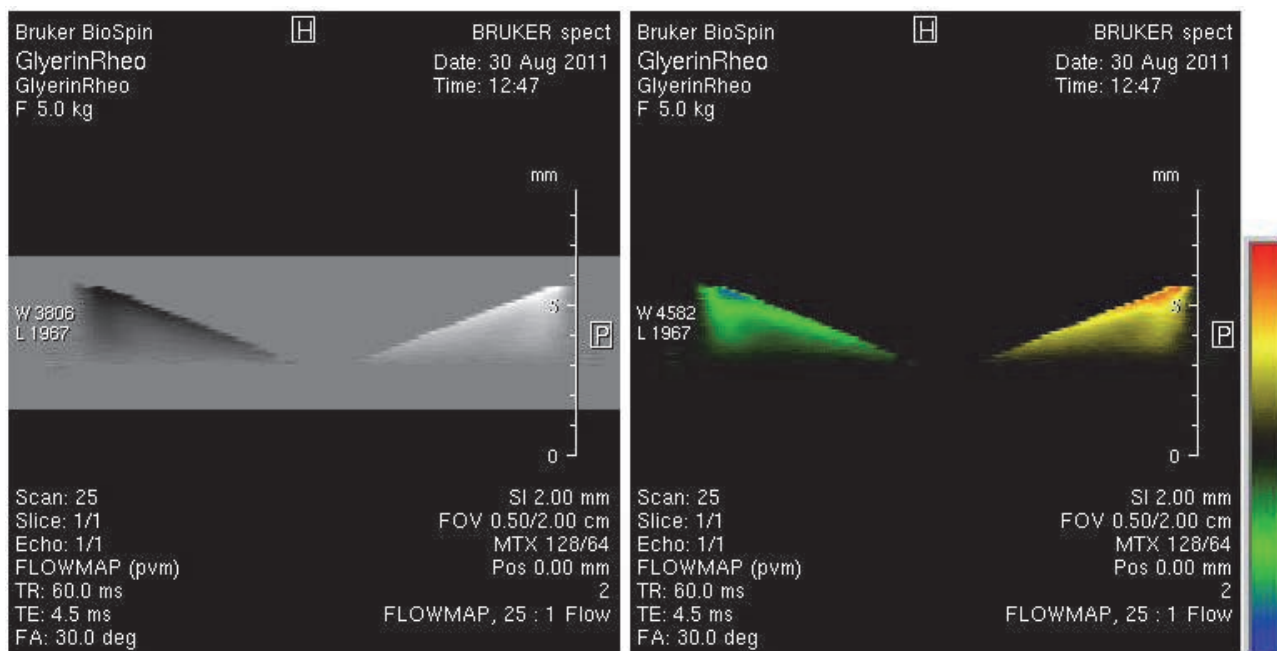 Bruker BioSpin
H
BRUKER spect
GlyerinRheo
Date: 30 Aug 2011
GlyerinRheo
Time: 12:47
F 5.0 kg
mm
5
W 3806
L 1967
P
0
Scan: 25
SI 2.00 mm
Slice: 1/1
FOV 0.50/2.00 cm
Echo: 1/1
MTX 128/64
FLOWMAP (pvm)
Pos 0.00 mm
TR: 60.0 ms
2
TE: 4.5 ms
FLOWMAP, 25 : 1 Flow
FA: 30.0 deg
Bruker BioSpin
H
BRUKER spect
GlyerinRheo
Date: 30 Aug 2011
GlyerinRheo
Time: 12:47
F 5.0 kg
mm
5
W 4582
L 1967
P
0
Scan: 25
SI 2.00 mm
Slice: 1/1
FOV 0.50/2.00 cm
Echo: 1/1
MTX 128/64
FLOWMAP (pvm)
Pos 0.00 mm
TR: 60.0 ms
2
TE: 4.5 ms
FLOWMAP, 25 : 1 Flow
FA: 30.0 deg